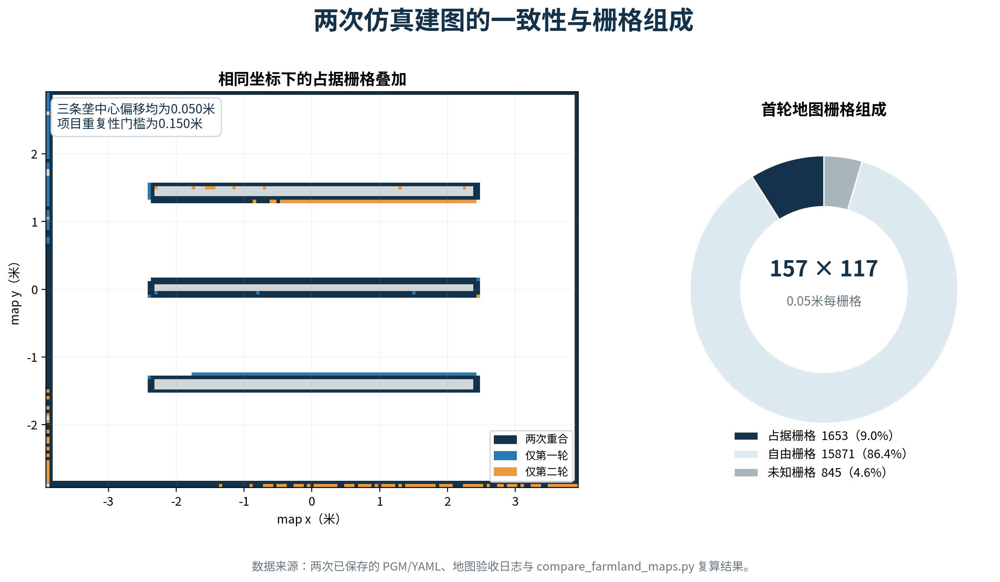 两次仿真建图的一致性与栅格组成
相同坐标下的占据栅格叠加
三条垄中心偏移均为0.050米
项目重复性门槛为0.150米
2
1
0
-1
-2
map y（米）
-3
-2
-1
0
1
2
3
map x（米）
两次重合
仅第一轮
仅第二轮
首轮地图栅格组成
157 × 117
0.05米每栅格
占据栅格 1653（9.0%）
自由栅格 15871（86.4%）
未知栅格 845（4.6%）
数据来源：两次已保存的 PGM/YAML、地图验收日志与 compare_farmland_maps.py 复算结果。